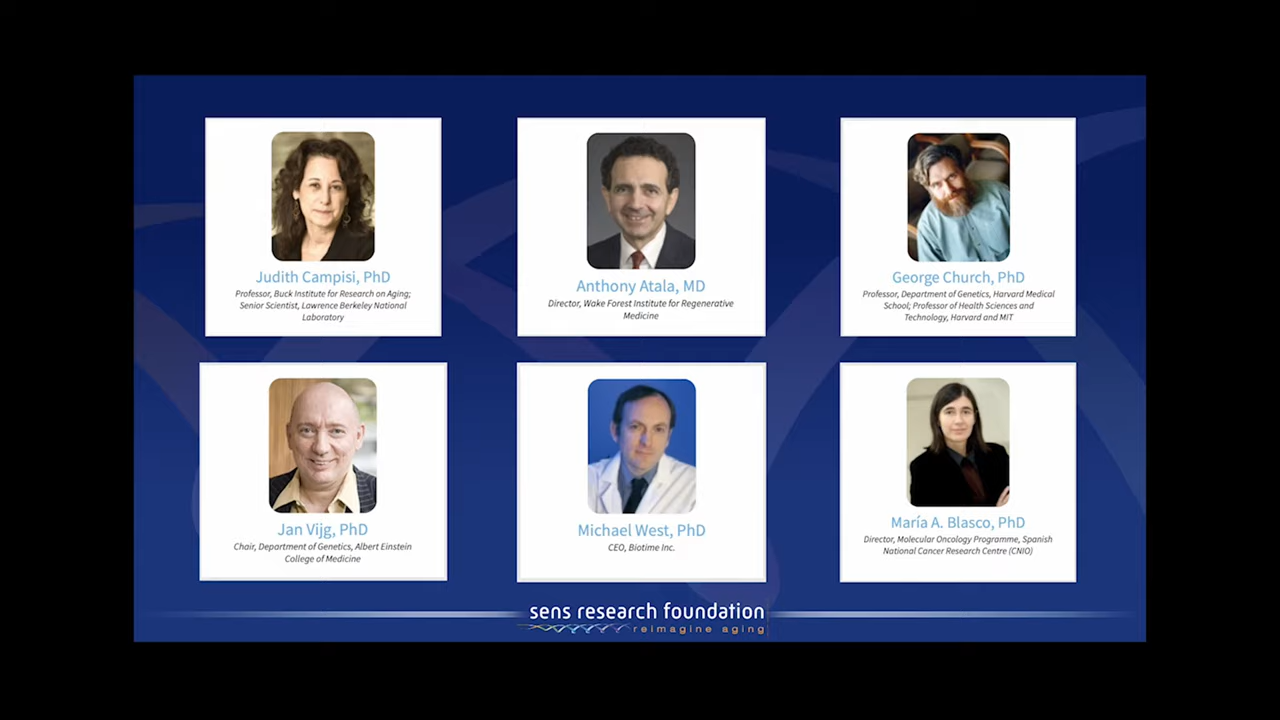 Judith Campisi, PhD
Professor, Buck Institute for Research on Aging;
Senior Scientist, Lawrence Berkeley National
Laboratory
Anthony Atala, MD
Director, Wake Forest Institute for Regenerative
Medicine
George Church, PhD
Professor, Department of Genetics, Harvard Medical
School; Professor of Health Sciences and
Technology, Harvard and MIT
Jan Vijg, PhD
Chair, Department of Genetics, Albert Einstein
College of Medicine
Michael West, PhD
CEO, Biotime Inc.
María A. Blasco, PhD
Director, Molecular Oncology Programme, Spanish
National Cancer Research Centre (CNIO)
sens research foundation
reimagine aging